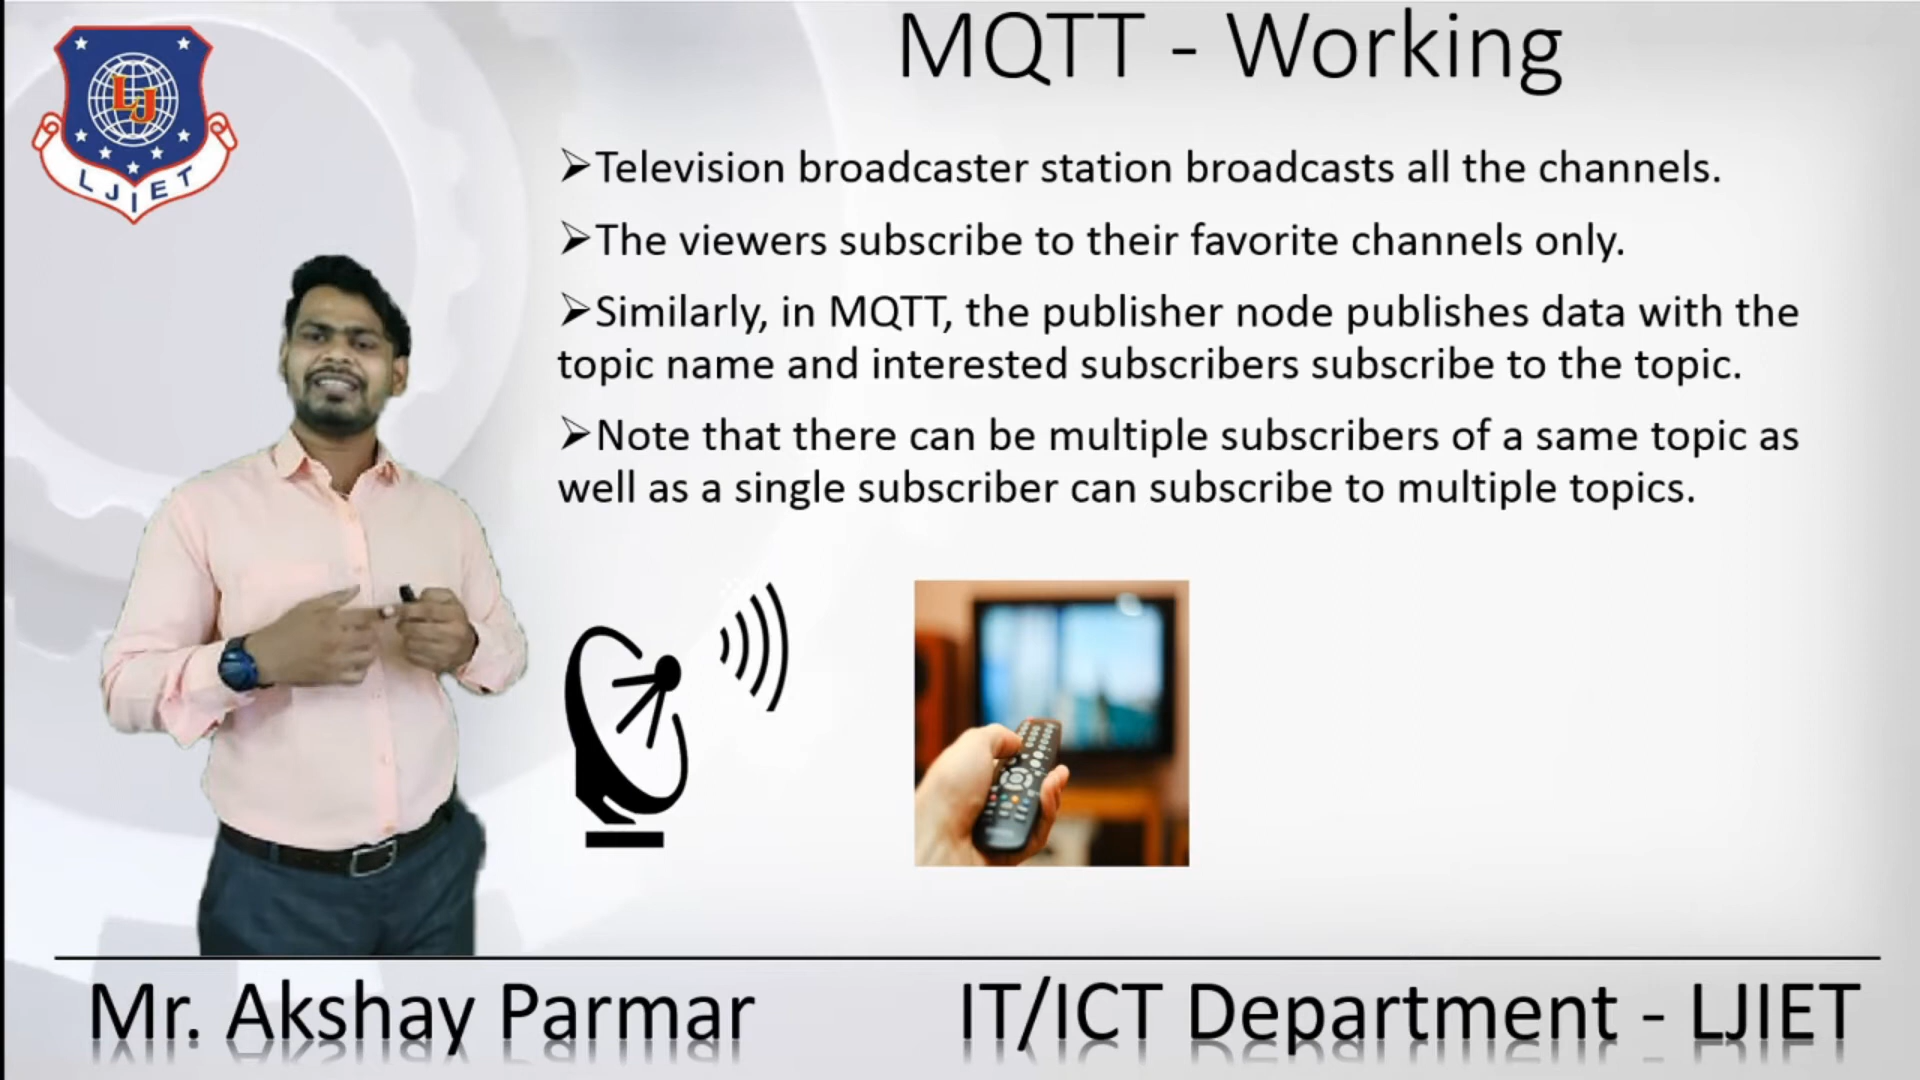 MQTT - Working
LJ
LJIET
➢Television broadcaster station broadcasts all the channels.
➢The viewers subscribe to their favorite channels only.
➢Similarly, in MQTT, the publisher node publishes data with the
topic name and interested subscribers subscribe to the topic.
➢Note that there can be multiple subscribers of a same topic as
well as a single subscriber can subscribe to multiple topics.
Mr. Akshay Parmar
IT/ICT Department - LJIET